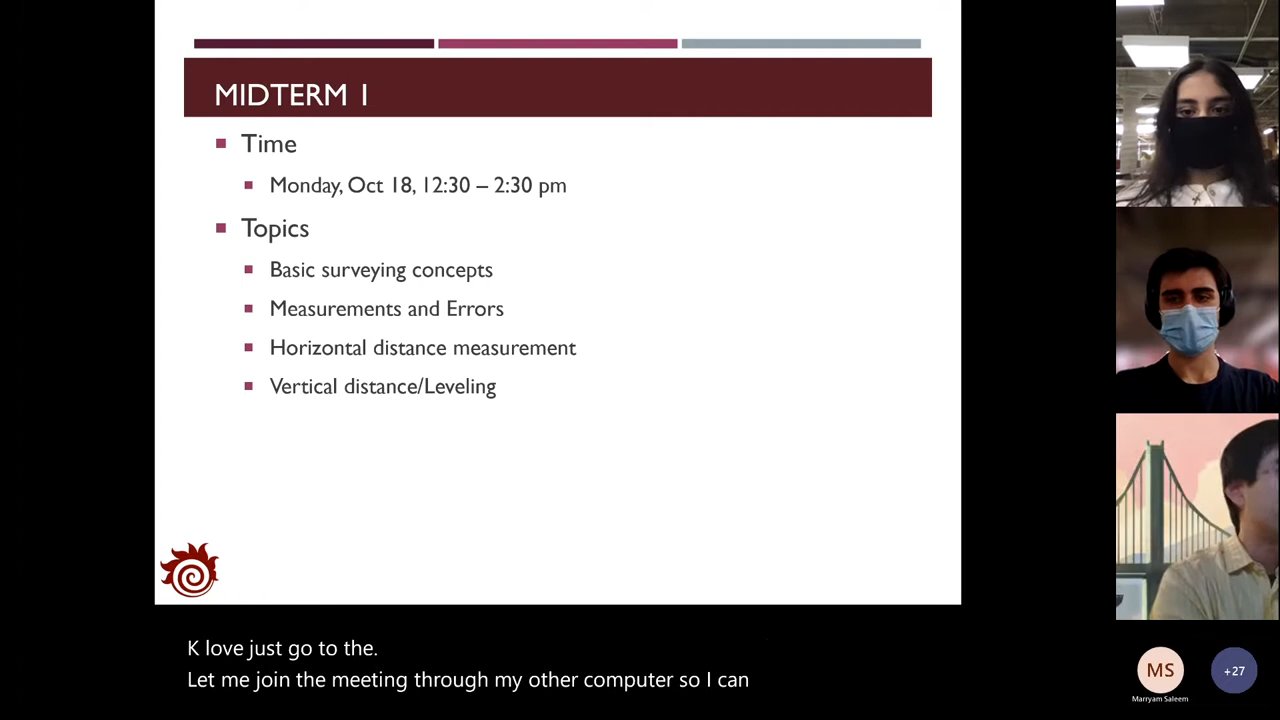 MIDTERM 1
Time
Monday, Oct 18, 12:30 – 2:30 pm
Topics
Basic surveying concepts
Measurements and Errors
Horizontal distance measurement
Vertical distance/Leveling
K love just go to the.
Let me join the meeting through my other computer so I can
MS
+27
Marryam Saleem